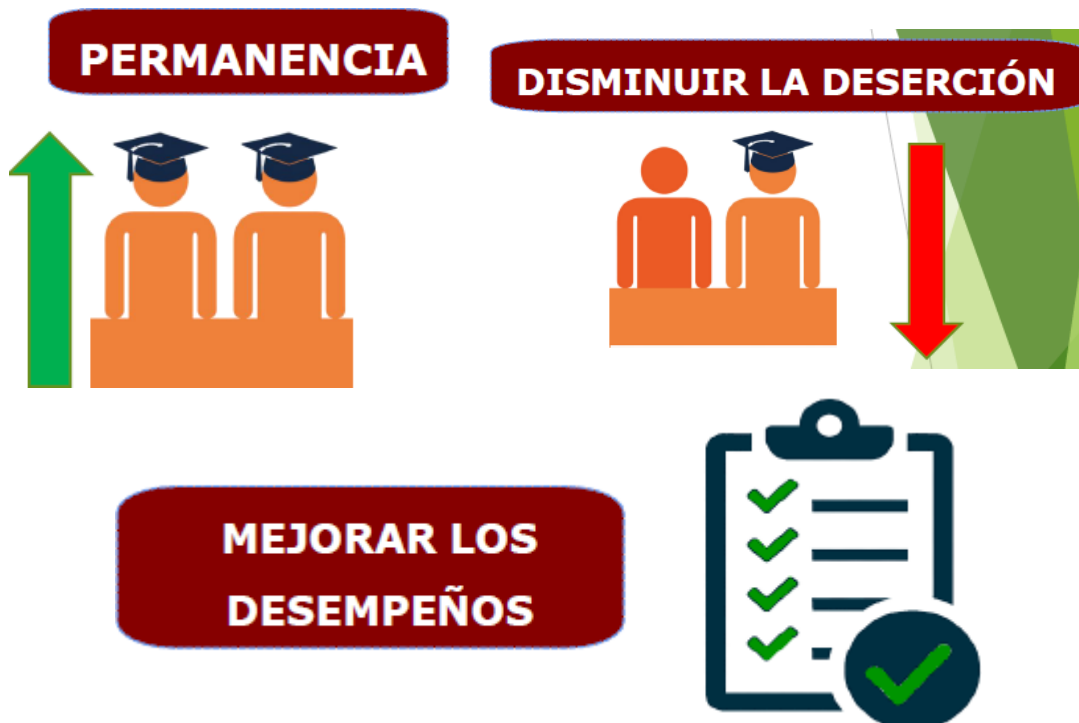 PERMANENCIA
DISMINUIR LA DESERCIÓN
MEJORAR LOS
DESEMPEÑOS